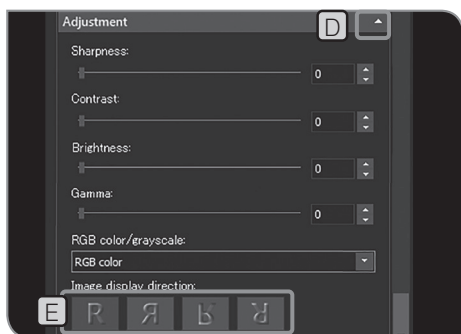 Adjustment
D
Sharpness:
0
Contrast:
0
Brightness:
0
Gamma:
0
RGB color/grayscale:
RGB color
Image display direction:
E
R R R R